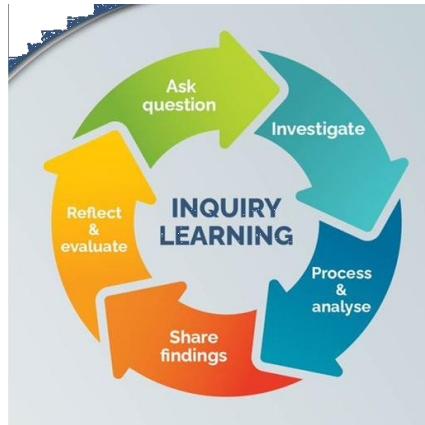 Ask
question
Investigate
Process
&
analyse
Share
findings
Reflect
&
evaluate
INQUIRY
LEARNING